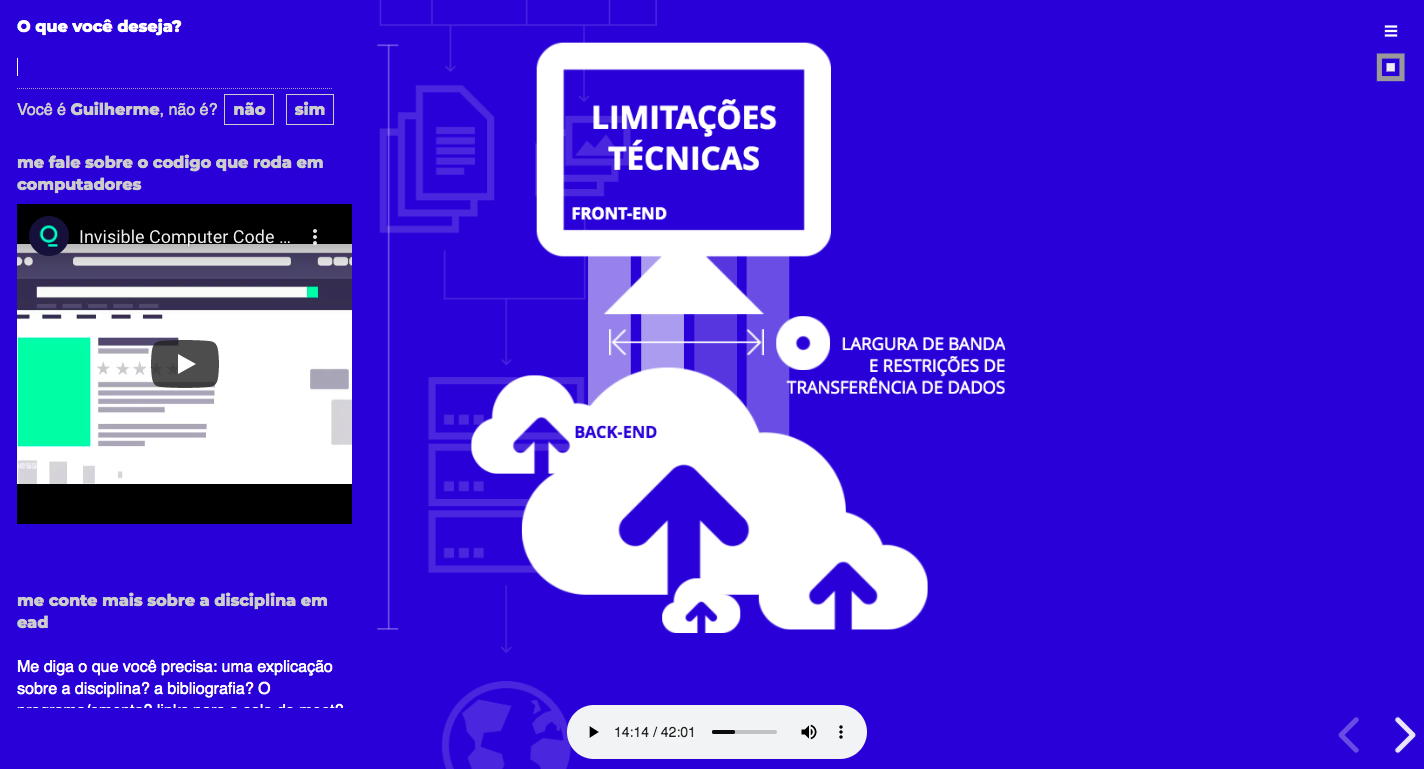 O que você deseja?
Você é Guilherme, não é? não sim
me fale sobre o codigo que roda em
computadores
Invisible Computer Code ...
me conte mais sobre a disciplina em
ead
Me diga o que você precisa: uma explicação
sobre a disciplina? a bibliografia? O
LIMITAÇÕES
TÉCNICAS
FRONT-END
LARGURA DE BANDA
E RESTRIÇÕES DE
TRANSFERÊNCIA DE DADOS
BACK-END
14:14 / 42:01